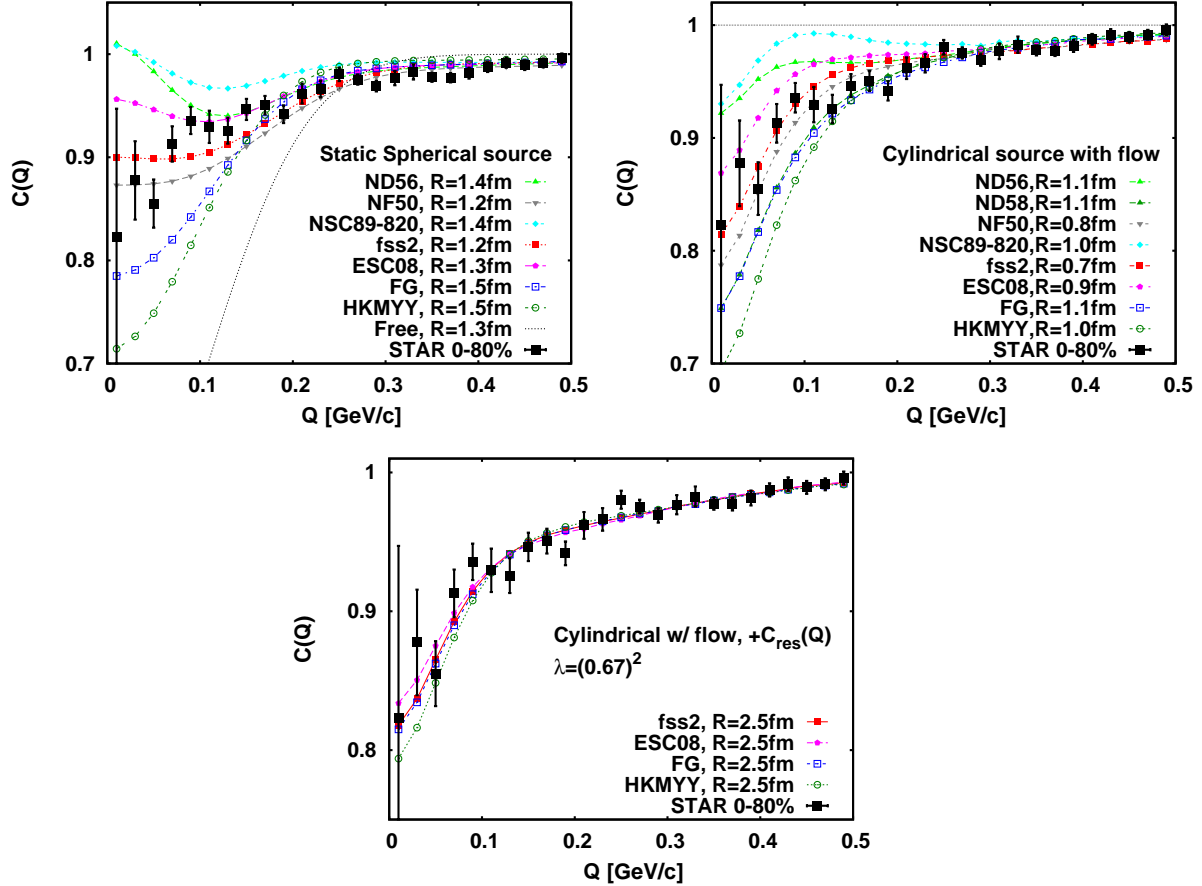 C(Q)
1
0.9
0.8
0.7
0
0.1
0.2
0.3
0.4
0.5
Q [GeV/c]
Static Spherical source
ND56, R=1.4fm
NF50, R=1.2fm
NSC89-820, R=1.4fm
fss2, R=1.2fm
ESC08, R=1.3fm
FG, R=1.5fm
HKMYY, R=1.5fm
Free, R=1.3fm
STAR 0-80%
C(Q)
1
0.9
0.8
0.7
0
0.1
0.2
0.3
0.4
0.5
Q [GeV/c]
Cylindrical source with flow
ND56, R=1.1fm
ND58, R=1.1fm
NF50, R=0.8fm
NSC89-820, R=1.0fm
fss2, R=0.7fm
ESC08, R=0.9fm
FG,R=1.1fm
HKMYY,R=1.0fm
STAR 0-80%
C(Q)
1
0.9
0.8
0
0.1
0.2
0.3
0.4
0.5
Q [GeV/c]
Cylindrical w/ flow, +C_res(Q)
λ=(0.67)²
fss2, R=2.5fm
ESC08, R=2.5fm
FG, R=2.5fm
HKMYY, R=2.5fm
STAR 0-80%